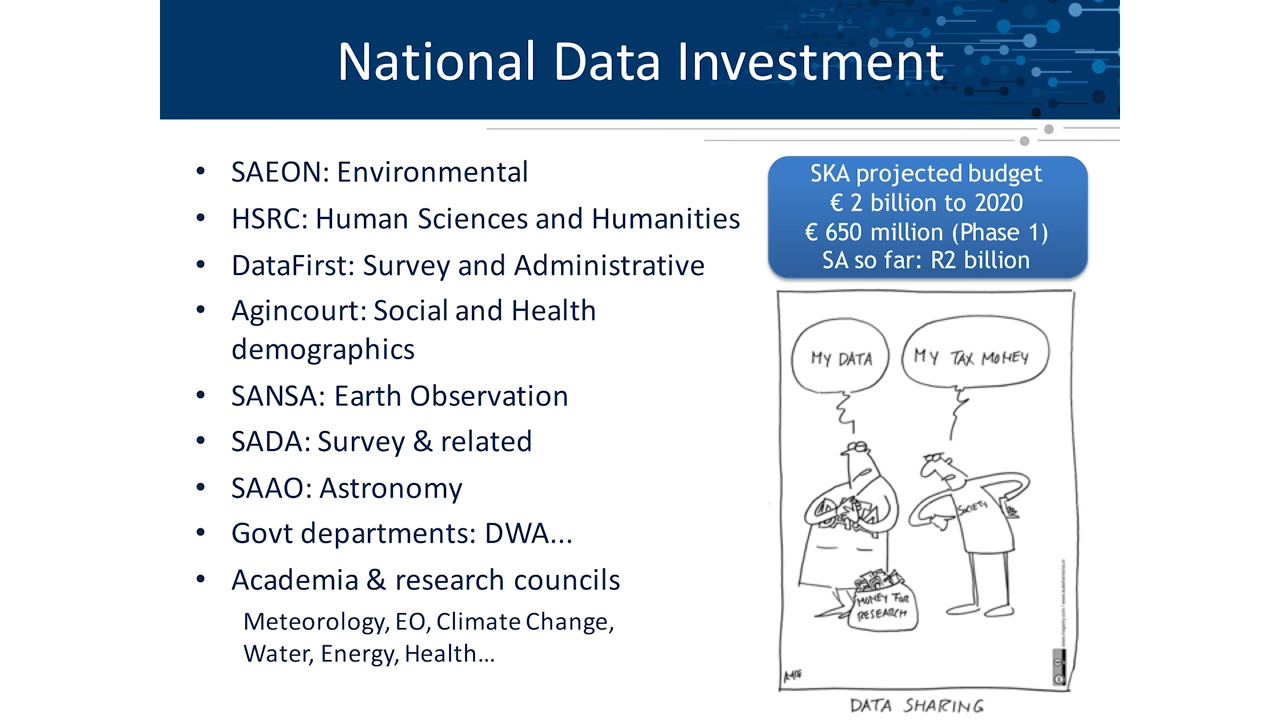 National Data Investment
• SAEON: Environmental
• HSRC: Human Sciences and Humanities
• DataFirst: Survey and Administrative
• Agincourt: Social and Health
demographics
• SANSA: Earth Observation
• SADA: Survey & related
• SAAO: Astronomy
• Govt departments: DWA...
• Academia & research councils
Meteorology, EO, Climate Change,
Water, Energy, Health...
SKA projected budget
€ 2 billion to 2020
€ 650 million (Phase 1)
SA so far: R2 billion
MY DATA
MY TAX MONEY
SOCIETY
MONEY FOR
RESEARCH
DATA SHARING